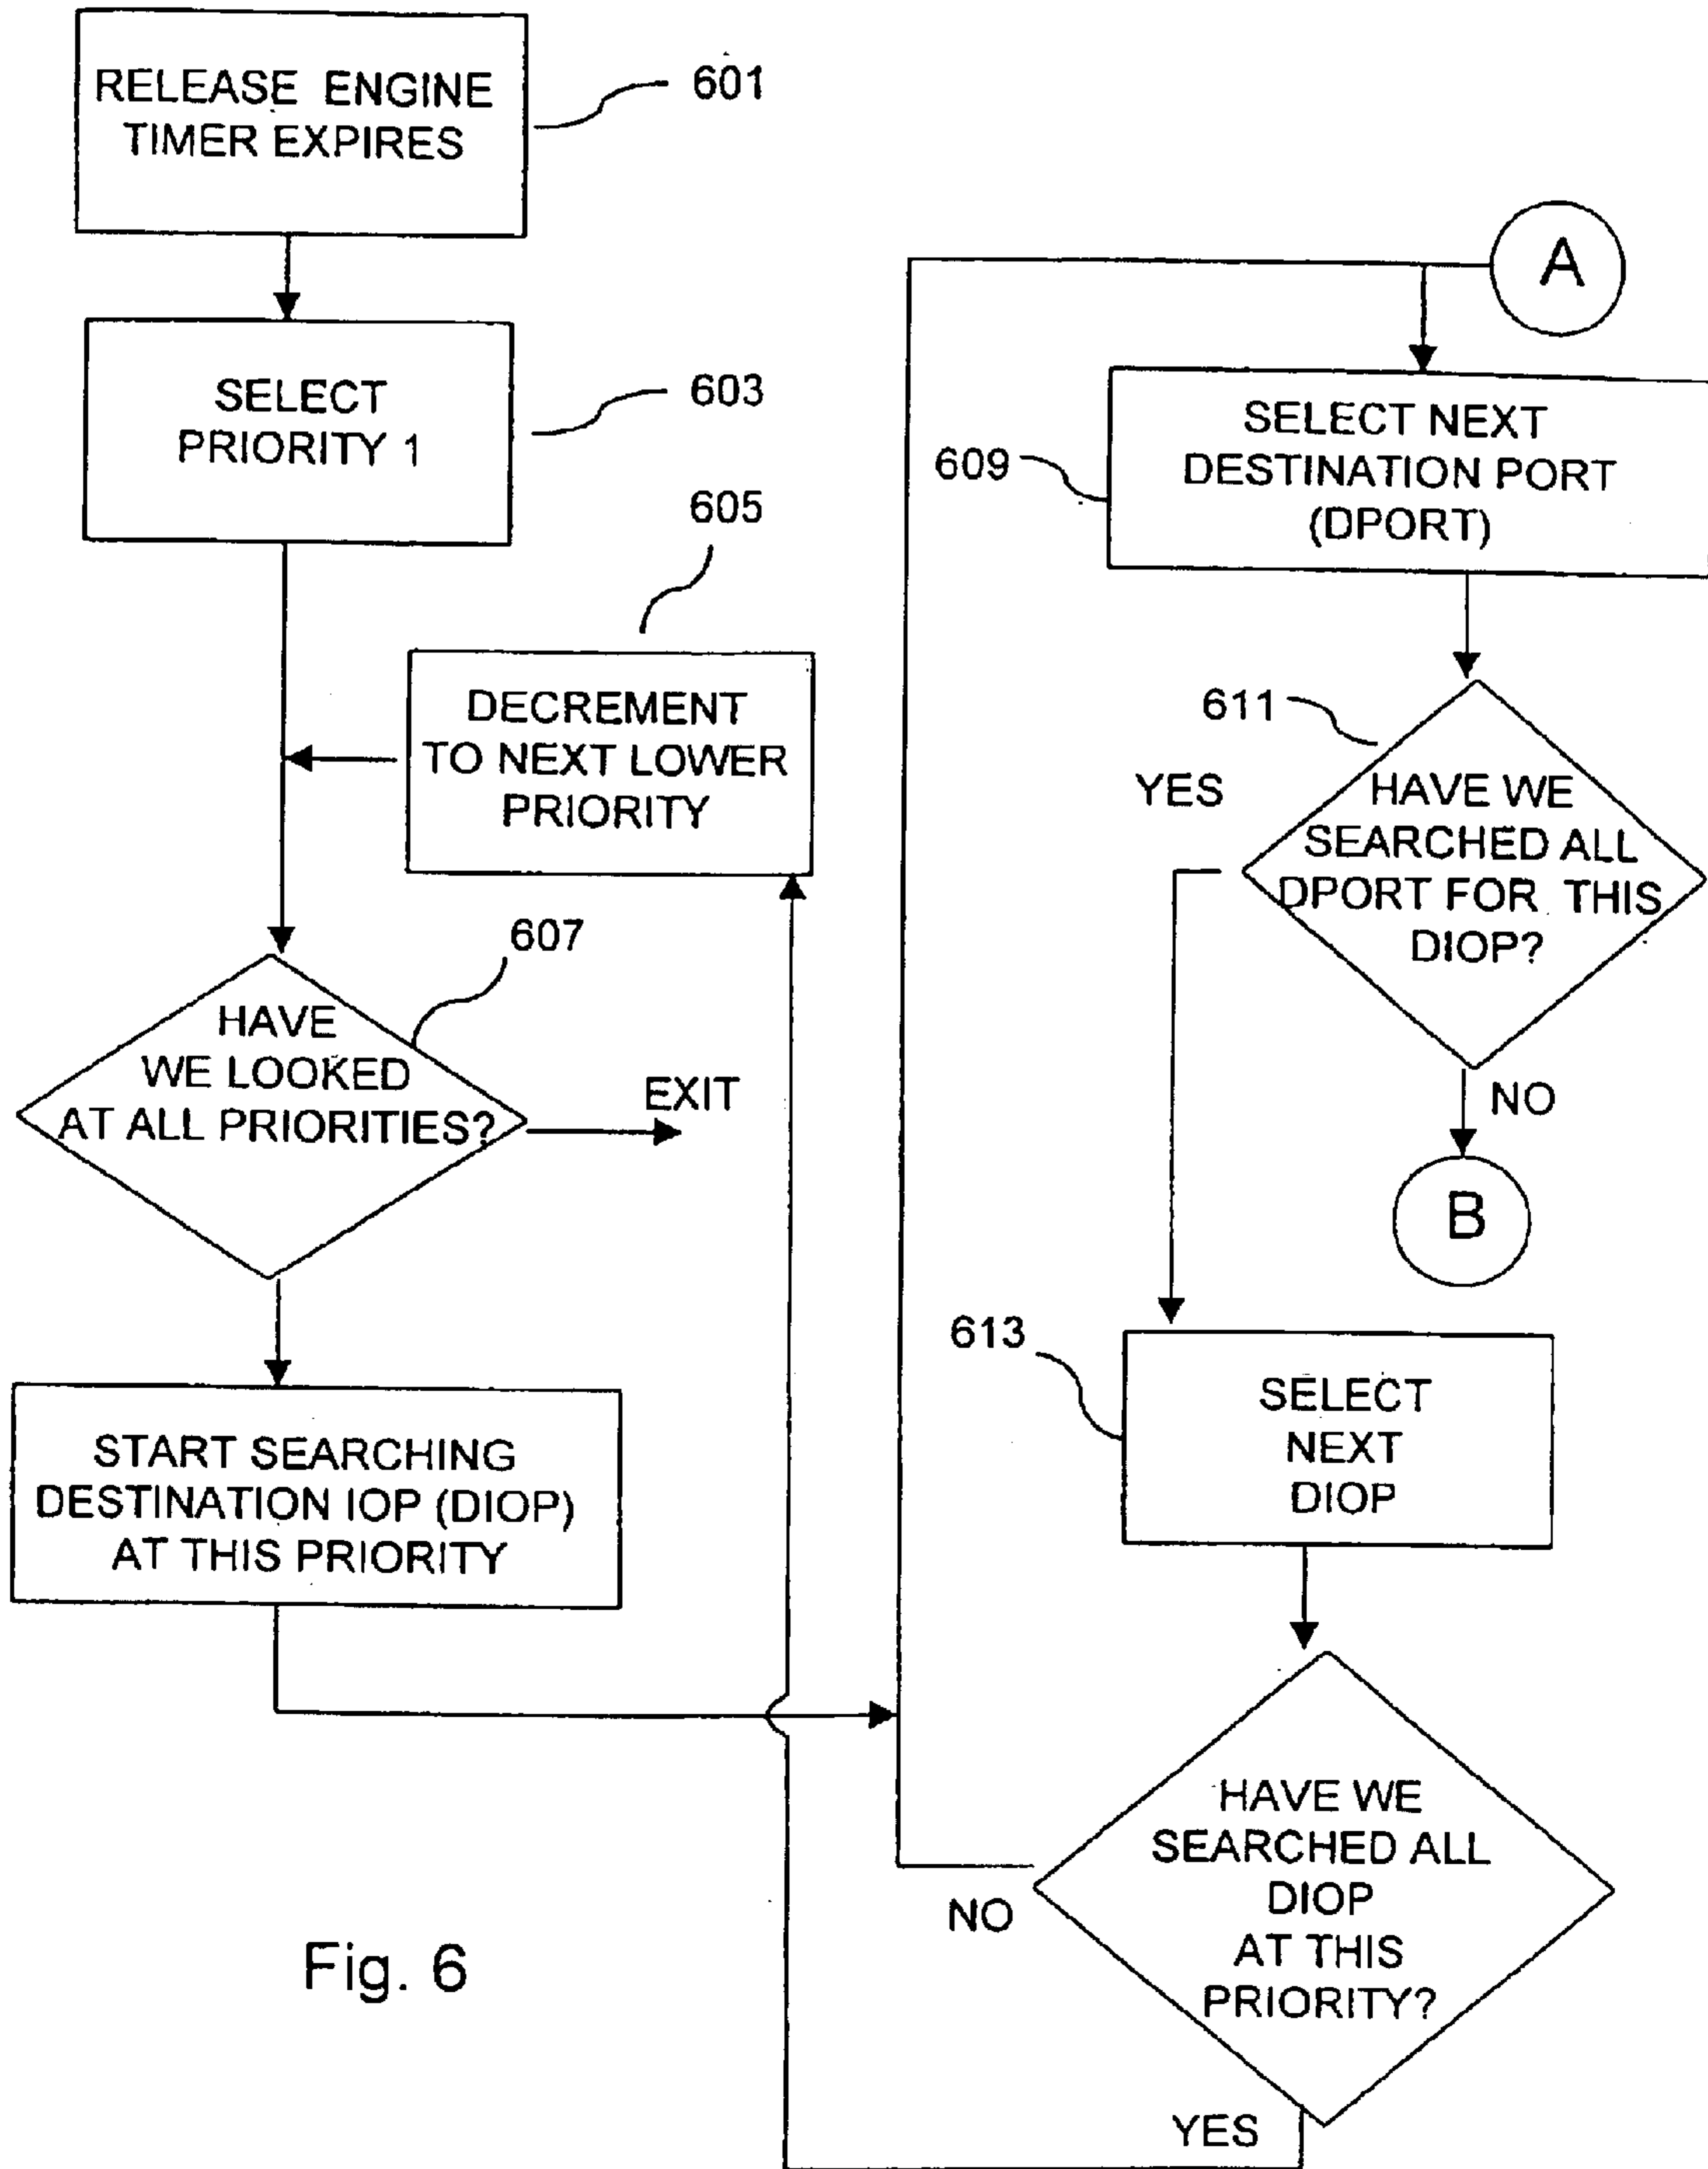 RELEASE ENGINE
TIMER EXPIRES
601
SELECT
PRIORITY 1
603
605
DECREMENT
TO NEXT LOWER
PRIORITY
607
HAVE
WE LOOKED
AT ALL PRIORITIES?
EXIT
START SEARCHING
DESTINATION IOP (DIOP)
AT THIS PRIORITY
A
SELECT NEXT
DESTINATION PORT
(DPORT)
609
611
YES
HAVE WE
SEARCHED ALL
DPORT FOR THIS
DIOP?
NO
B
613
SELECT
NEXT
DIOP
HAVE WE
SEARCHED ALL
DIOP
AT THIS
PRIORITY?
NO
YES
Fig. 6